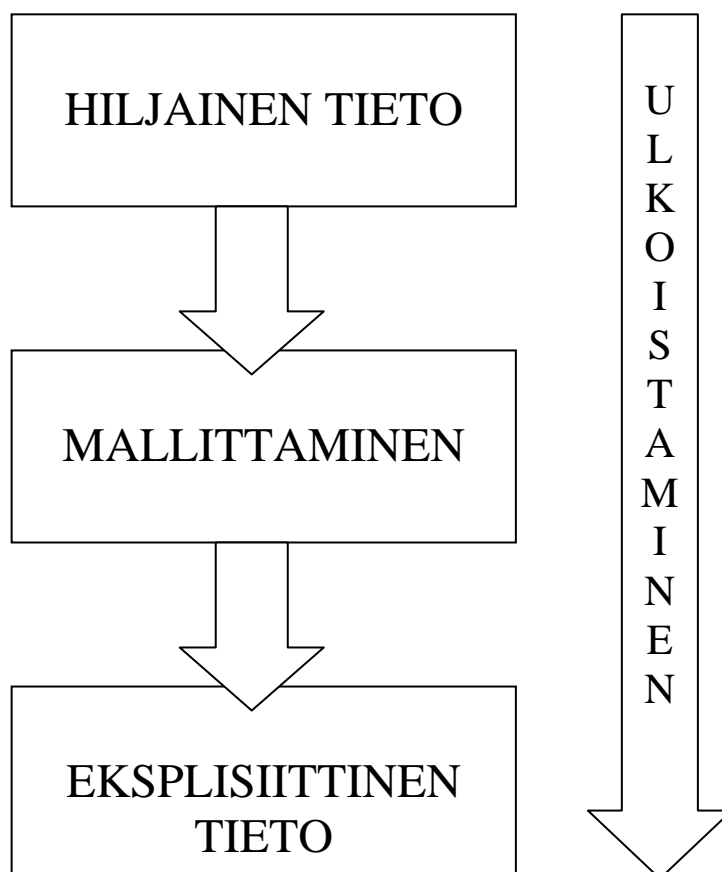 HILJAINEN TIETO
MALLITTAMINEN
EKSPLISIITTINEN
TIETO
U
L
K
O
I
S
T
A
M
I
N
E
N